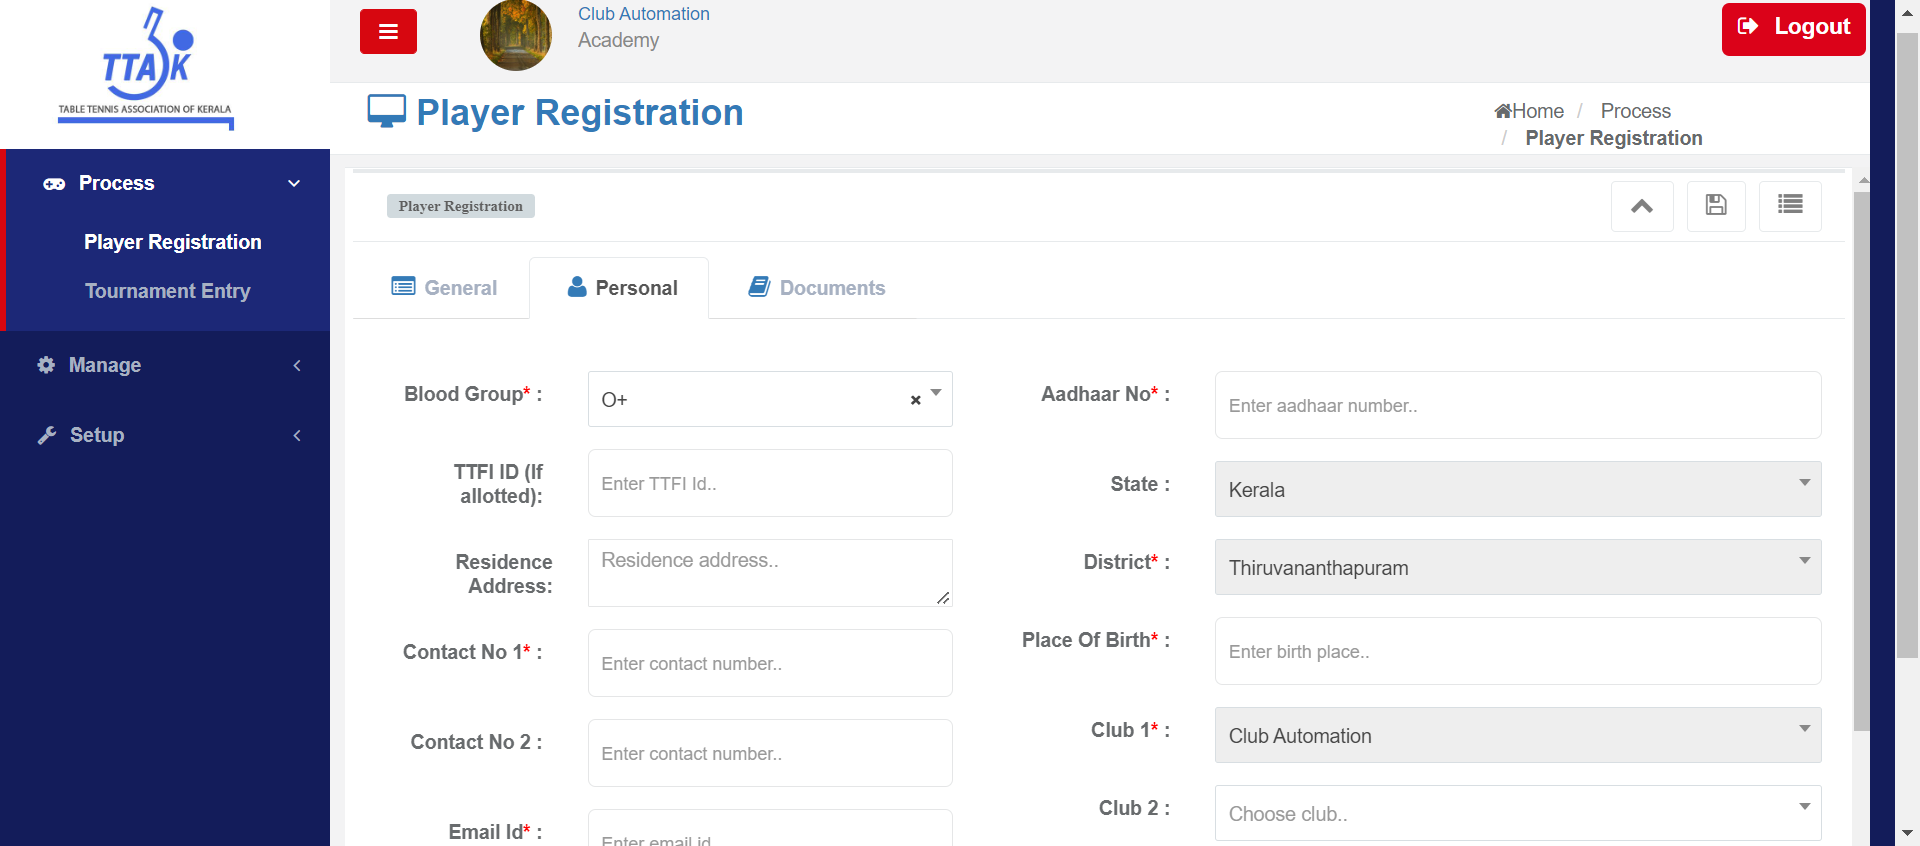 TTASK
TABLE TENNIS ASSOCIATION OF KERALA
Process
Player Registration
Tournament Entry
Manage
Setup
Club Automation
Academy
Logout
Player Registration
Home / Process
/ Player Registration
Player Registration
General
Personal
Documents
Blood Group* :
O+
×
Aadhaar No* :
Enter aadhaar number..
TTFI ID (If
allotted):
Enter TTFI Id..
State :
Kerala
Residence
Address:
Residence address..
District* :
Thiruvananthapuram
Contact No 1* :
Enter contact number..
Place Of Birth* :
Enter birth place..
Contact No 2 :
Enter contact number..
Club 1* :
Club Automation
Email Id* :
Enter email id
Club 2 :
Choose club..